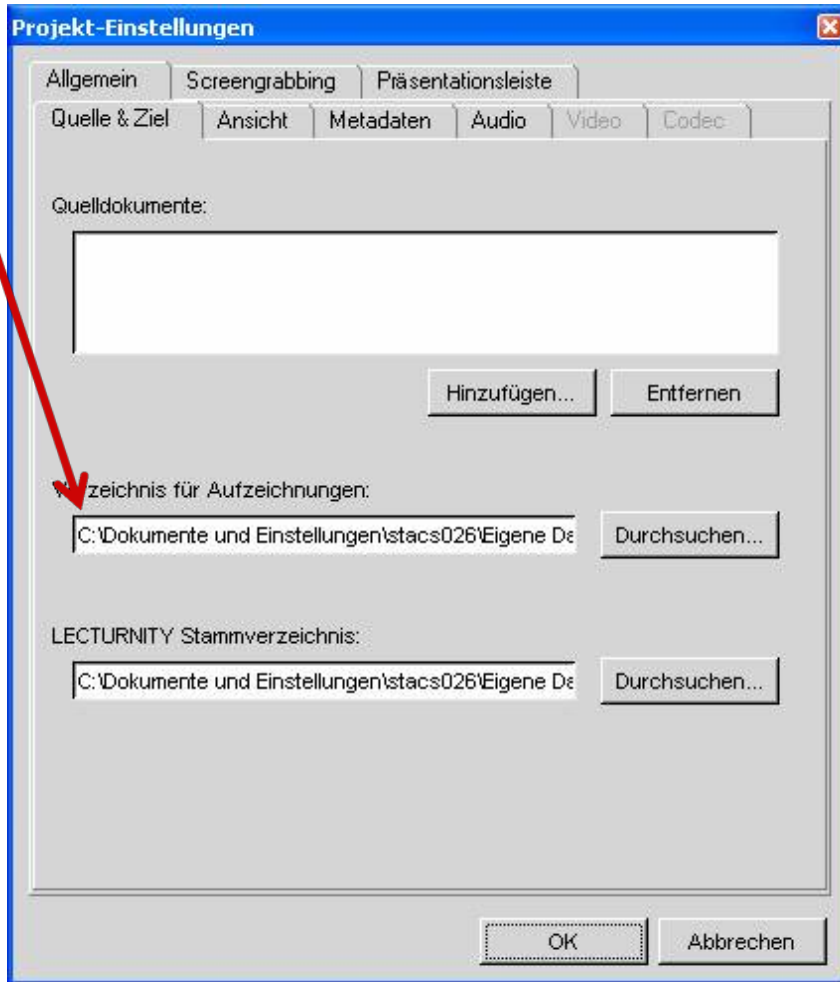 Projekt-Einstellungen
Allgemein Screengrabbing Präsentationsleiste
Quelle & Ziel Ansicht Metadaten Audio Video Codec
Quelldokumente:
Hinzufügen... Entfernen
Verzeichnis für Aufzeichnungen:
C:\Dokumente und Einstellungen\stacs026\Eigene Da Durchsuchen...
LECTURNITY Stammverzeichnis:
C:\Dokumente und Einstellungen\stacs026\Eigene Da Durchsuchen...
OK Abbrechen